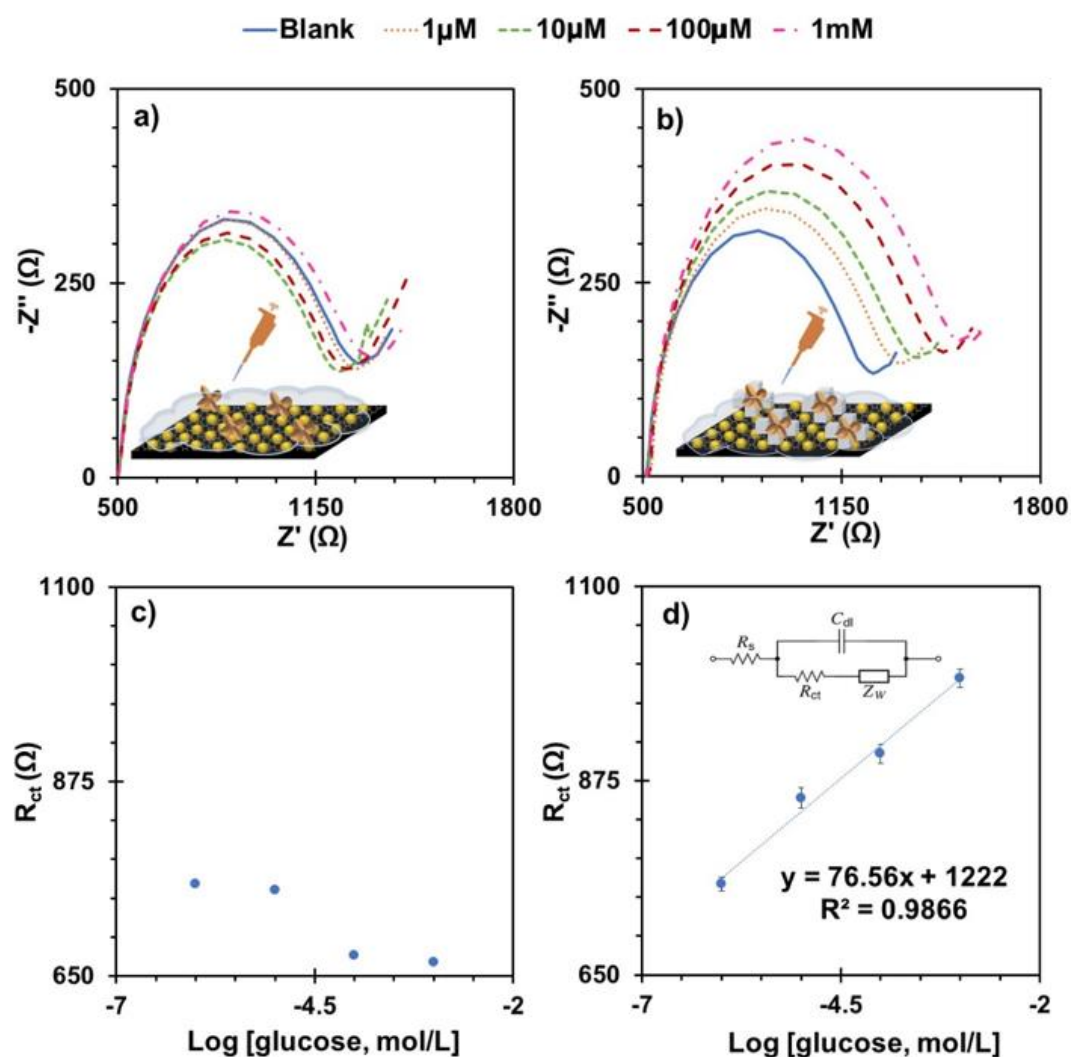 Blank 1µM 10µM 100µM 1mM
a)
500
250
0
-Z'' (Ω)
500 1150 1800
Z' (Ω)
b)
500
250
0
-Z'' (Ω)
500 1150 1800
Z' (Ω)
c)
1100
875
650
Rct (Ω)
-7 -4.5 -2
Log [glucose, mol/L]
d)
1100
875
650
Rct (Ω)
Cdl
Rs
Rct ZW
y = 76.56x + 1222
R² = 0.9866
-7 -4.5 -2
Log [glucose, mol/L]